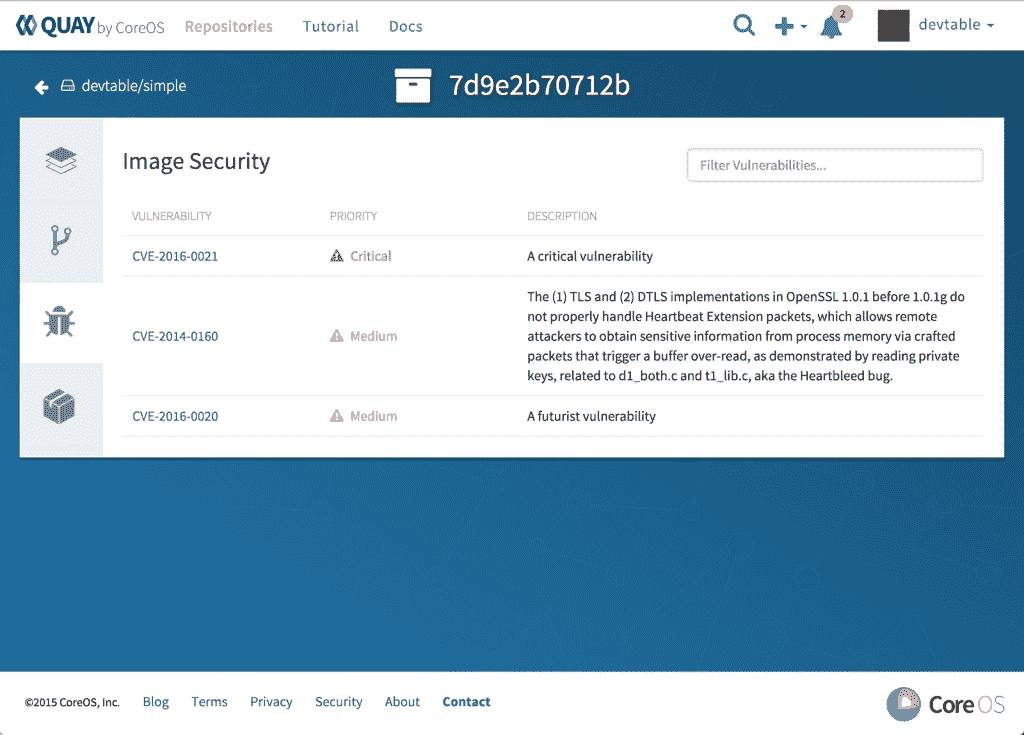 QUAY by CoreOS Repositories Tutorial Docs 2 devtable
devtable/simple 7d9e2b70712b
Image Security Filter Vulnerabilities...
VULNERABILITY PRIORITY DESCRIPTION
CVE-2016-0021 Critical A critical vulnerability
The (1) TLS and (2) DTLS implementations in OpenSSL 1.0.1 before 1.0.1g do
not properly handle Heartbeat Extension packets, which allows remote
CVE-2014-0160 Medium attackers to obtain sensitive information from process memory via crafted
packets that trigger a buffer over-read, as demonstrated by reading private
keys, related to d1_both.c and t1_lib.c, aka the Heartbleed bug.
CVE-2016-0020 Medium A futurist vulnerability
©2015 CoreOS, Inc. Blog Terms Privacy Security About Contact CoreOS